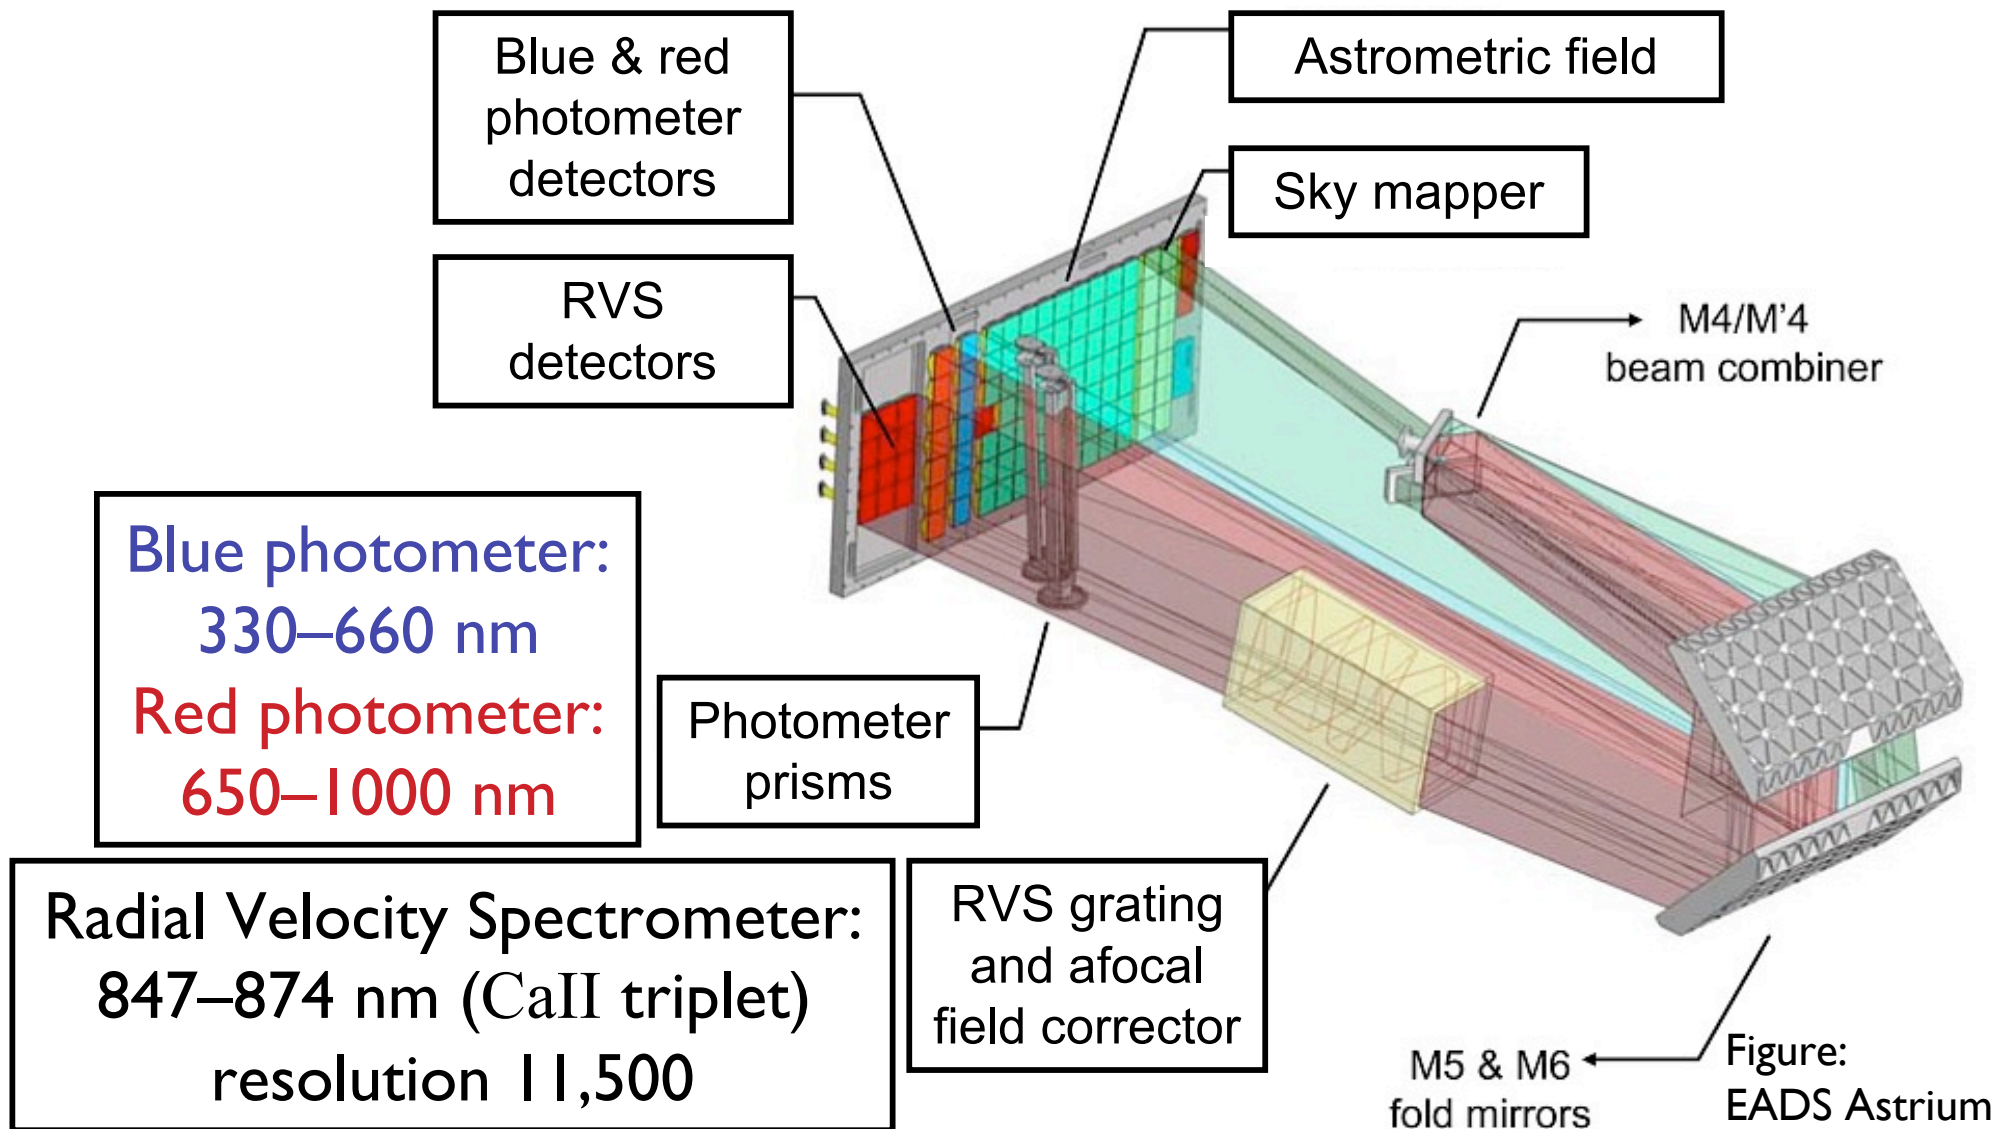 Blue & red
photometer
detectors
Astrometric field
Sky mapper
RVS
detectors
M4/M’4
beam combiner
Blue photometer:
330–660 nm
Red photometer:
650–1000 nm
Photometer
prisms
Radial Velocity Spectrometer:
847–874 nm (CaII triplet)
resolution 11,500
RVS grating
and afocal
field corrector
M5 & M6
fold mirrors
Figure:
EADS Astrium